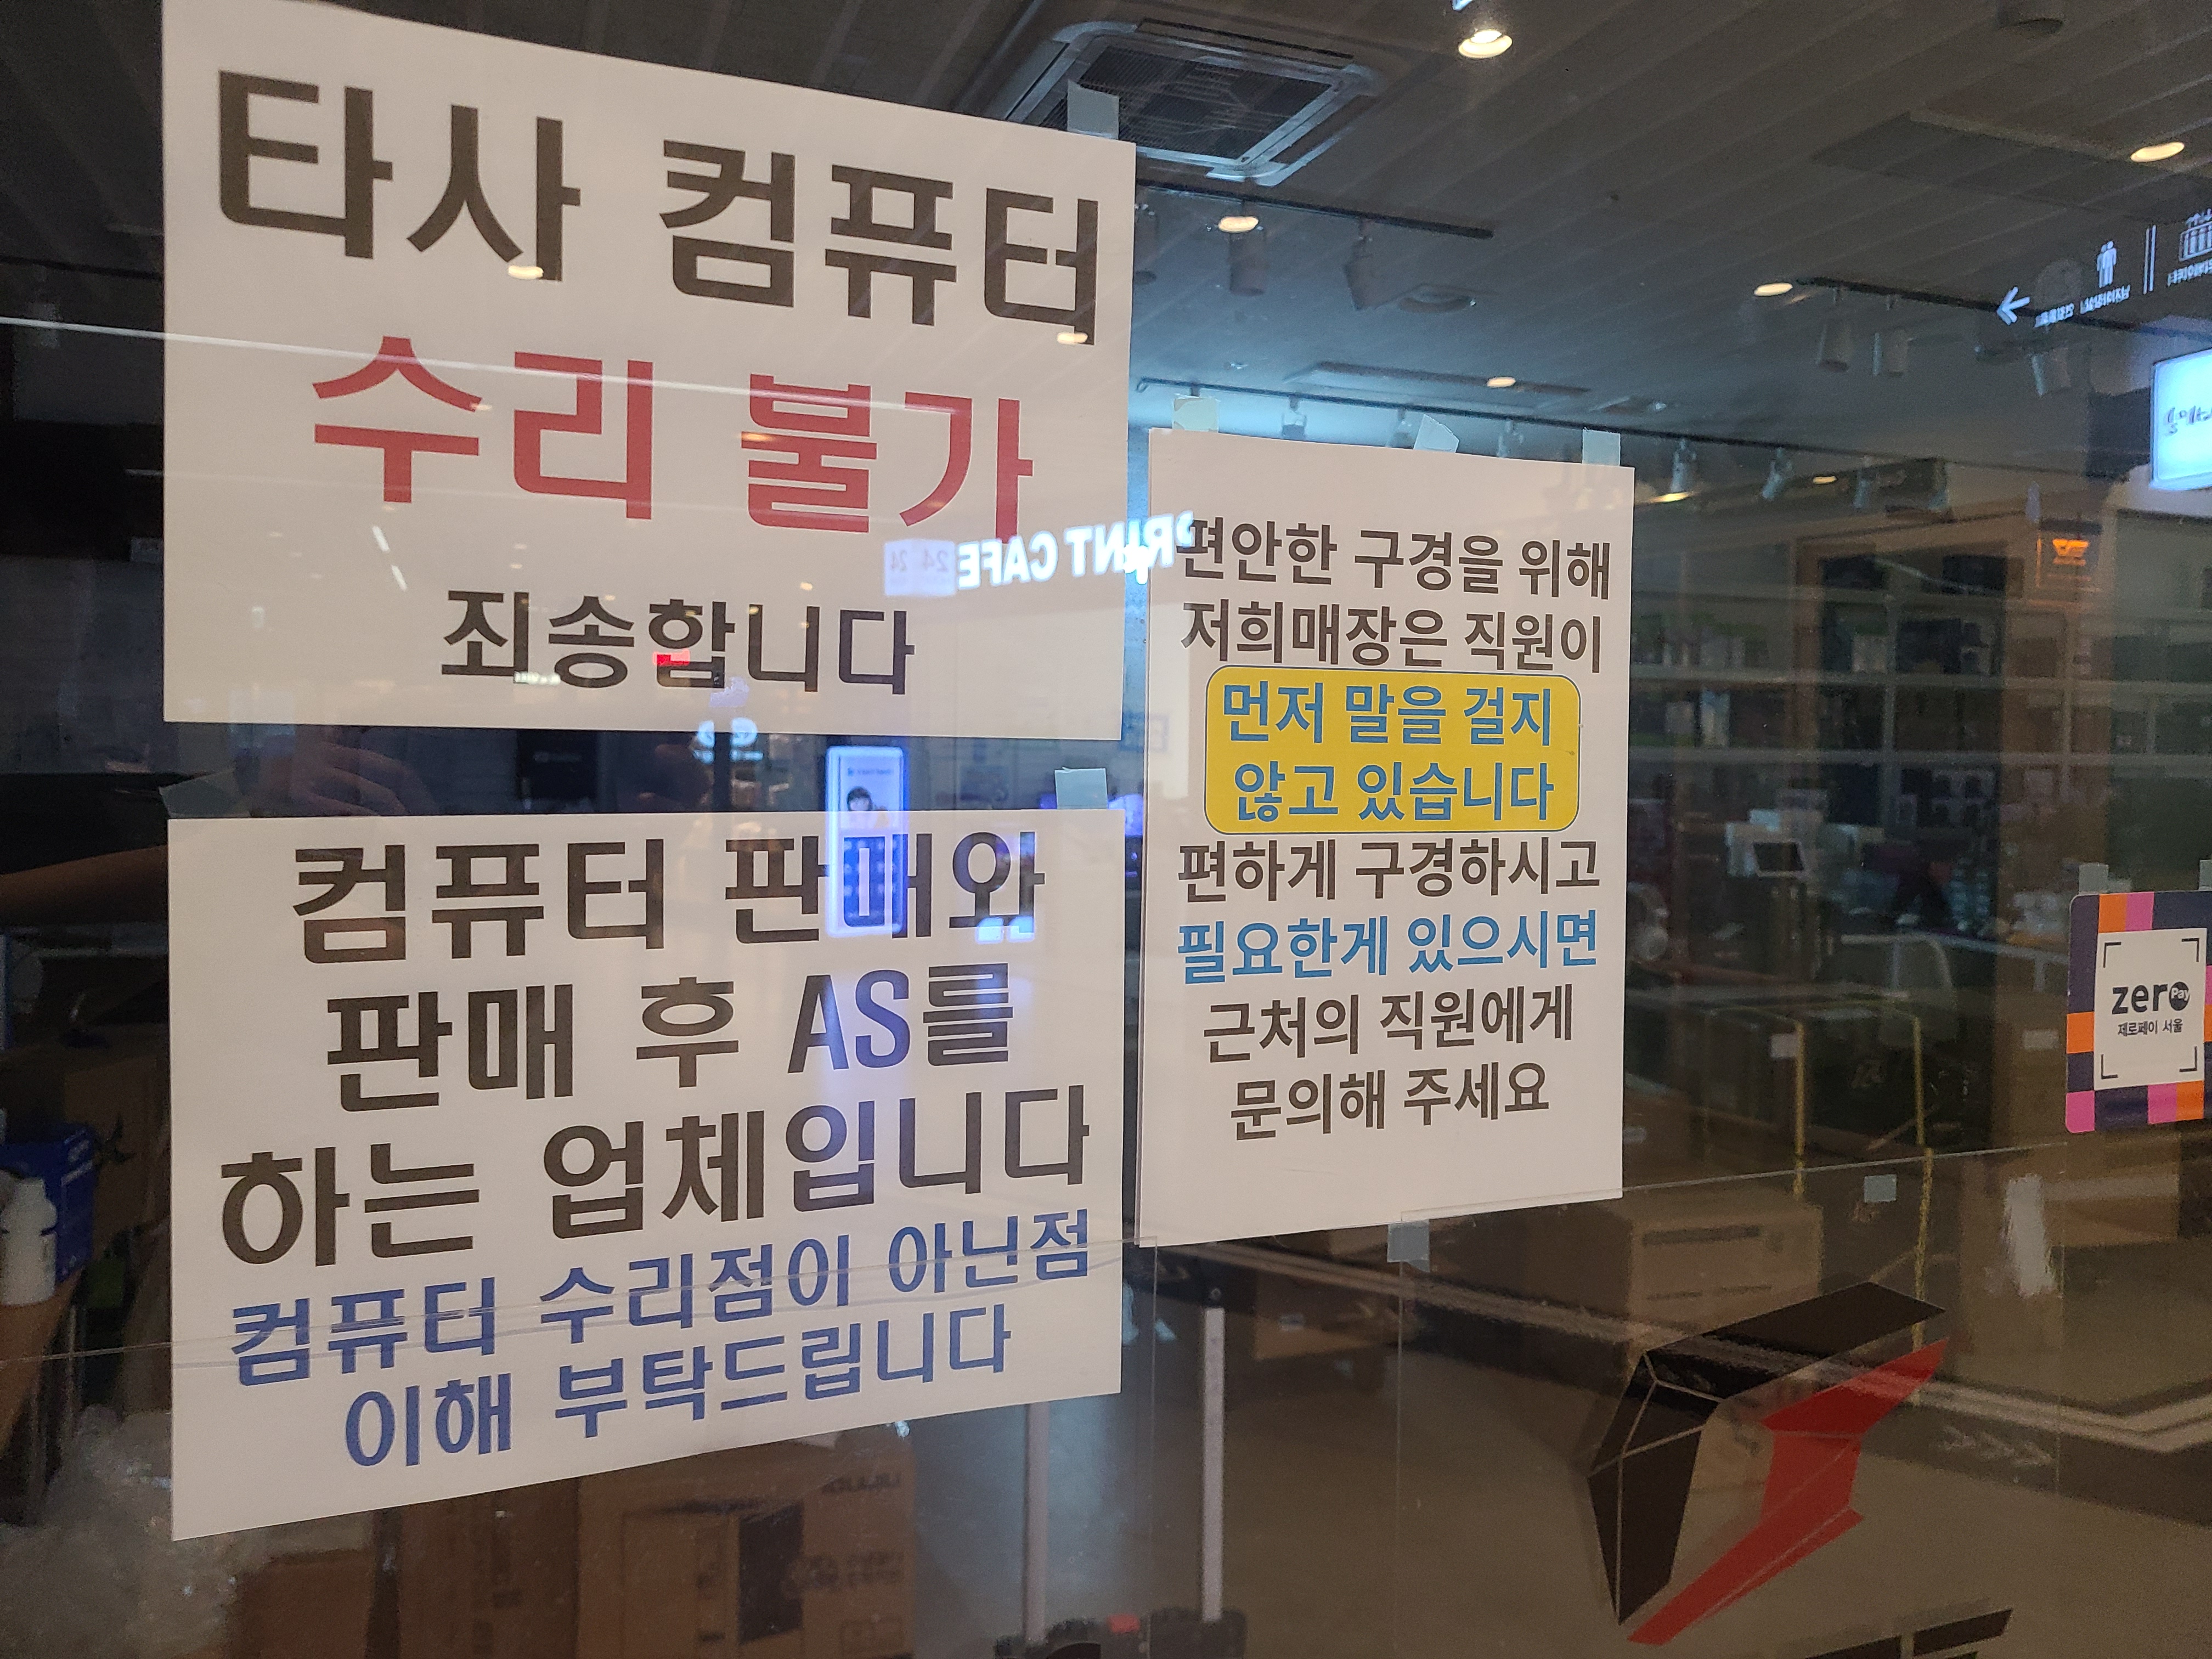 타사 컴퓨터
수리 불가
죄송합니다
컴퓨터 판매와
판매 후 AS를
하는 업체입니다
컴퓨터 수리점이 아닌점
이해 부탁드립니다
편안한 구경을 위해
저희매장은 직원이
먼저 말을 걸지
않고 있습니다
편하게 구경하시고
필요한게 있으시면
근처의 직원에게
문의해 주세요
PRINT CAFE
24 24
zero Pay
제로페이 서울